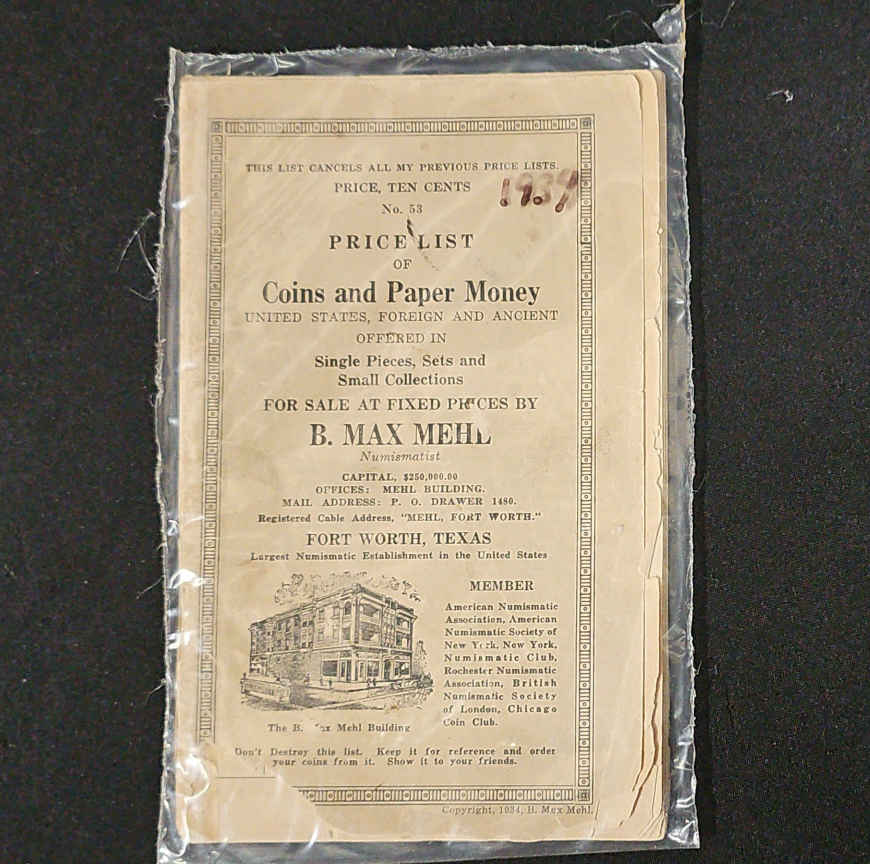 THIS LIST CANCELS ALL MY PREVIOUS PRICE LISTS.
PRICE, TEN CENTS
1939
No. 53
PRICE LIST
OF
Coins and Paper Money
UNITED STATES, FOREIGN AND ANCIENT
OFFERED IN
Single Pieces, Sets and
Small Collections
FOR SALE AT FIXED PRICES BY
B. MAX MEHL
Numismatist
CAPITAL, $250,000.00
OFFICES: MEHL BUILDING.
MAIL ADDRESS: P. O. DRAWER 1480.
Registered Cable Address, "MEHL, FORT WORTH."
FORT WORTH, TEXAS
Largest Numismatic Establishment in the United States
MEMBER
American Numismatic
Association, American
Numismatic Society of
New York, New York,
Numismatic Club,
Rochester Numismatic
Association, British
Numismatic Society
of London, Chicago
Coin Club.
The B. Max Mehl Building
Don't Destroy this list. Keep it for reference and order
your coins from it. Show it to your friends.
Copyright, 1934, B. Max Mehl.